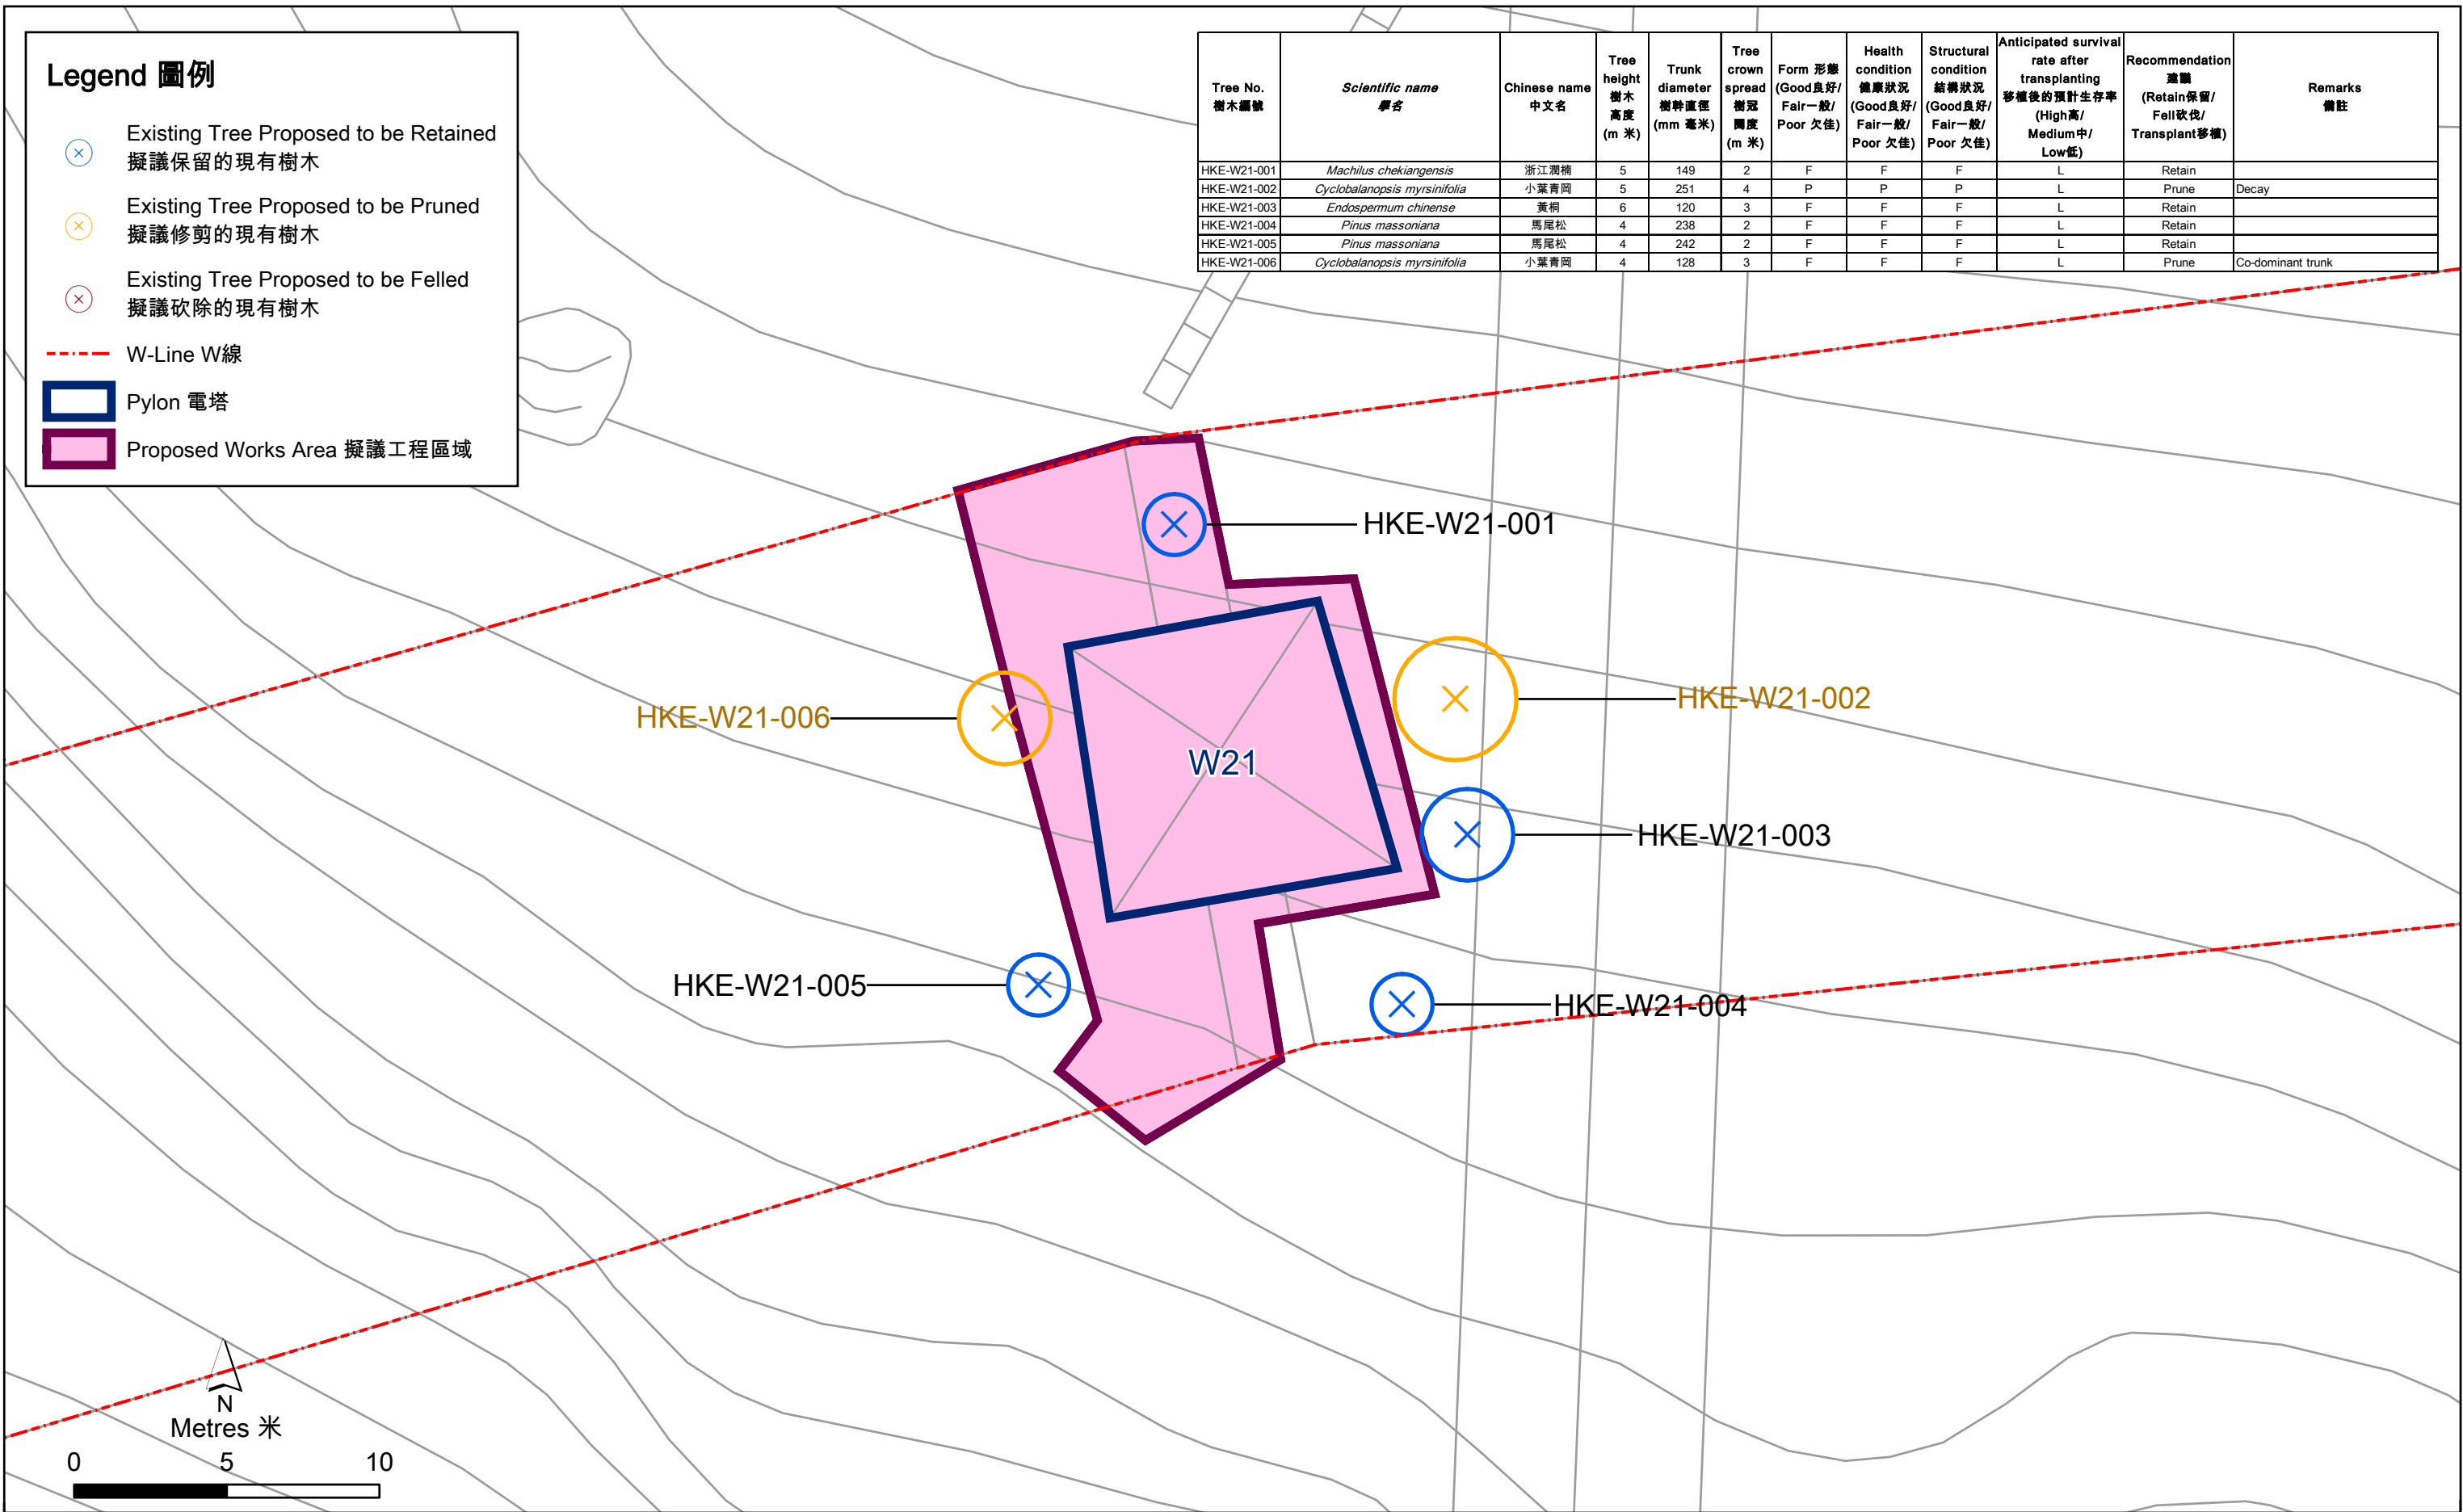 Legend 圖例
Existing Tree Proposed to be Retained
擬議保留的現有樹木
Existing Tree Proposed to be Pruned
擬議修剪的現有樹木
Existing Tree Proposed to be Felled
擬議砍除的現有樹木
W-Line W線
Pylon 電塔
Proposed Works Area 擬議工程區域
Tree No.
樹木編號
Scientific name
學名
Chinese name
中文名
Tree
height
樹木
高度
(m 米)
Trunk
diameter
樹幹直徑
(mm 毫米)
Tree
crown
spread
樹冠
闊度
(m 米)
Form 形態
(Good良好/
Fair一般/
Poor 欠佳)
Health
condition
健康狀況
(Good良好/
Fair一般/
Poor 欠佳)
Structural
condition
結構狀況
(Good良好/
Fair一般/
Poor 欠佳)
Anticipated survival
rate after
transplanting
移植後的預計生存率
(High高/
Medium中/
Low低)
Recommendation
建議
(Retain保留/
Fell砍伐/
Transplant移植)
Remarks
備註
HKE-W21-001 Machilus chekiangensis 浙江潤楠 5 149 2 F F F L Retain
HKE-W21-002 Cyclobalanopsis myrsinifolia 小葉青岡 5 251 4 P P P L Prune Decay
HKE-W21-003 Endospermum chinense 黃桐 6 120 3 F F F L Retain
HKE-W21-004 Pinus massoniana 馬尾松 4 238 2 F F F L Retain
HKE-W21-005 Pinus massoniana 馬尾松 4 242 2 F F F L Retain
HKE-W21-006 Cyclobalanopsis myrsinifolia 小葉青岡 4 128 3 F F F L Prune Co-dominant trunk
HKE-W21-001
HKE-W21-002
HKE-W21-006
W21
HKE-W21-003
HKE-W21-005
HKE-W21-004
N
Metres 米
0 5 10